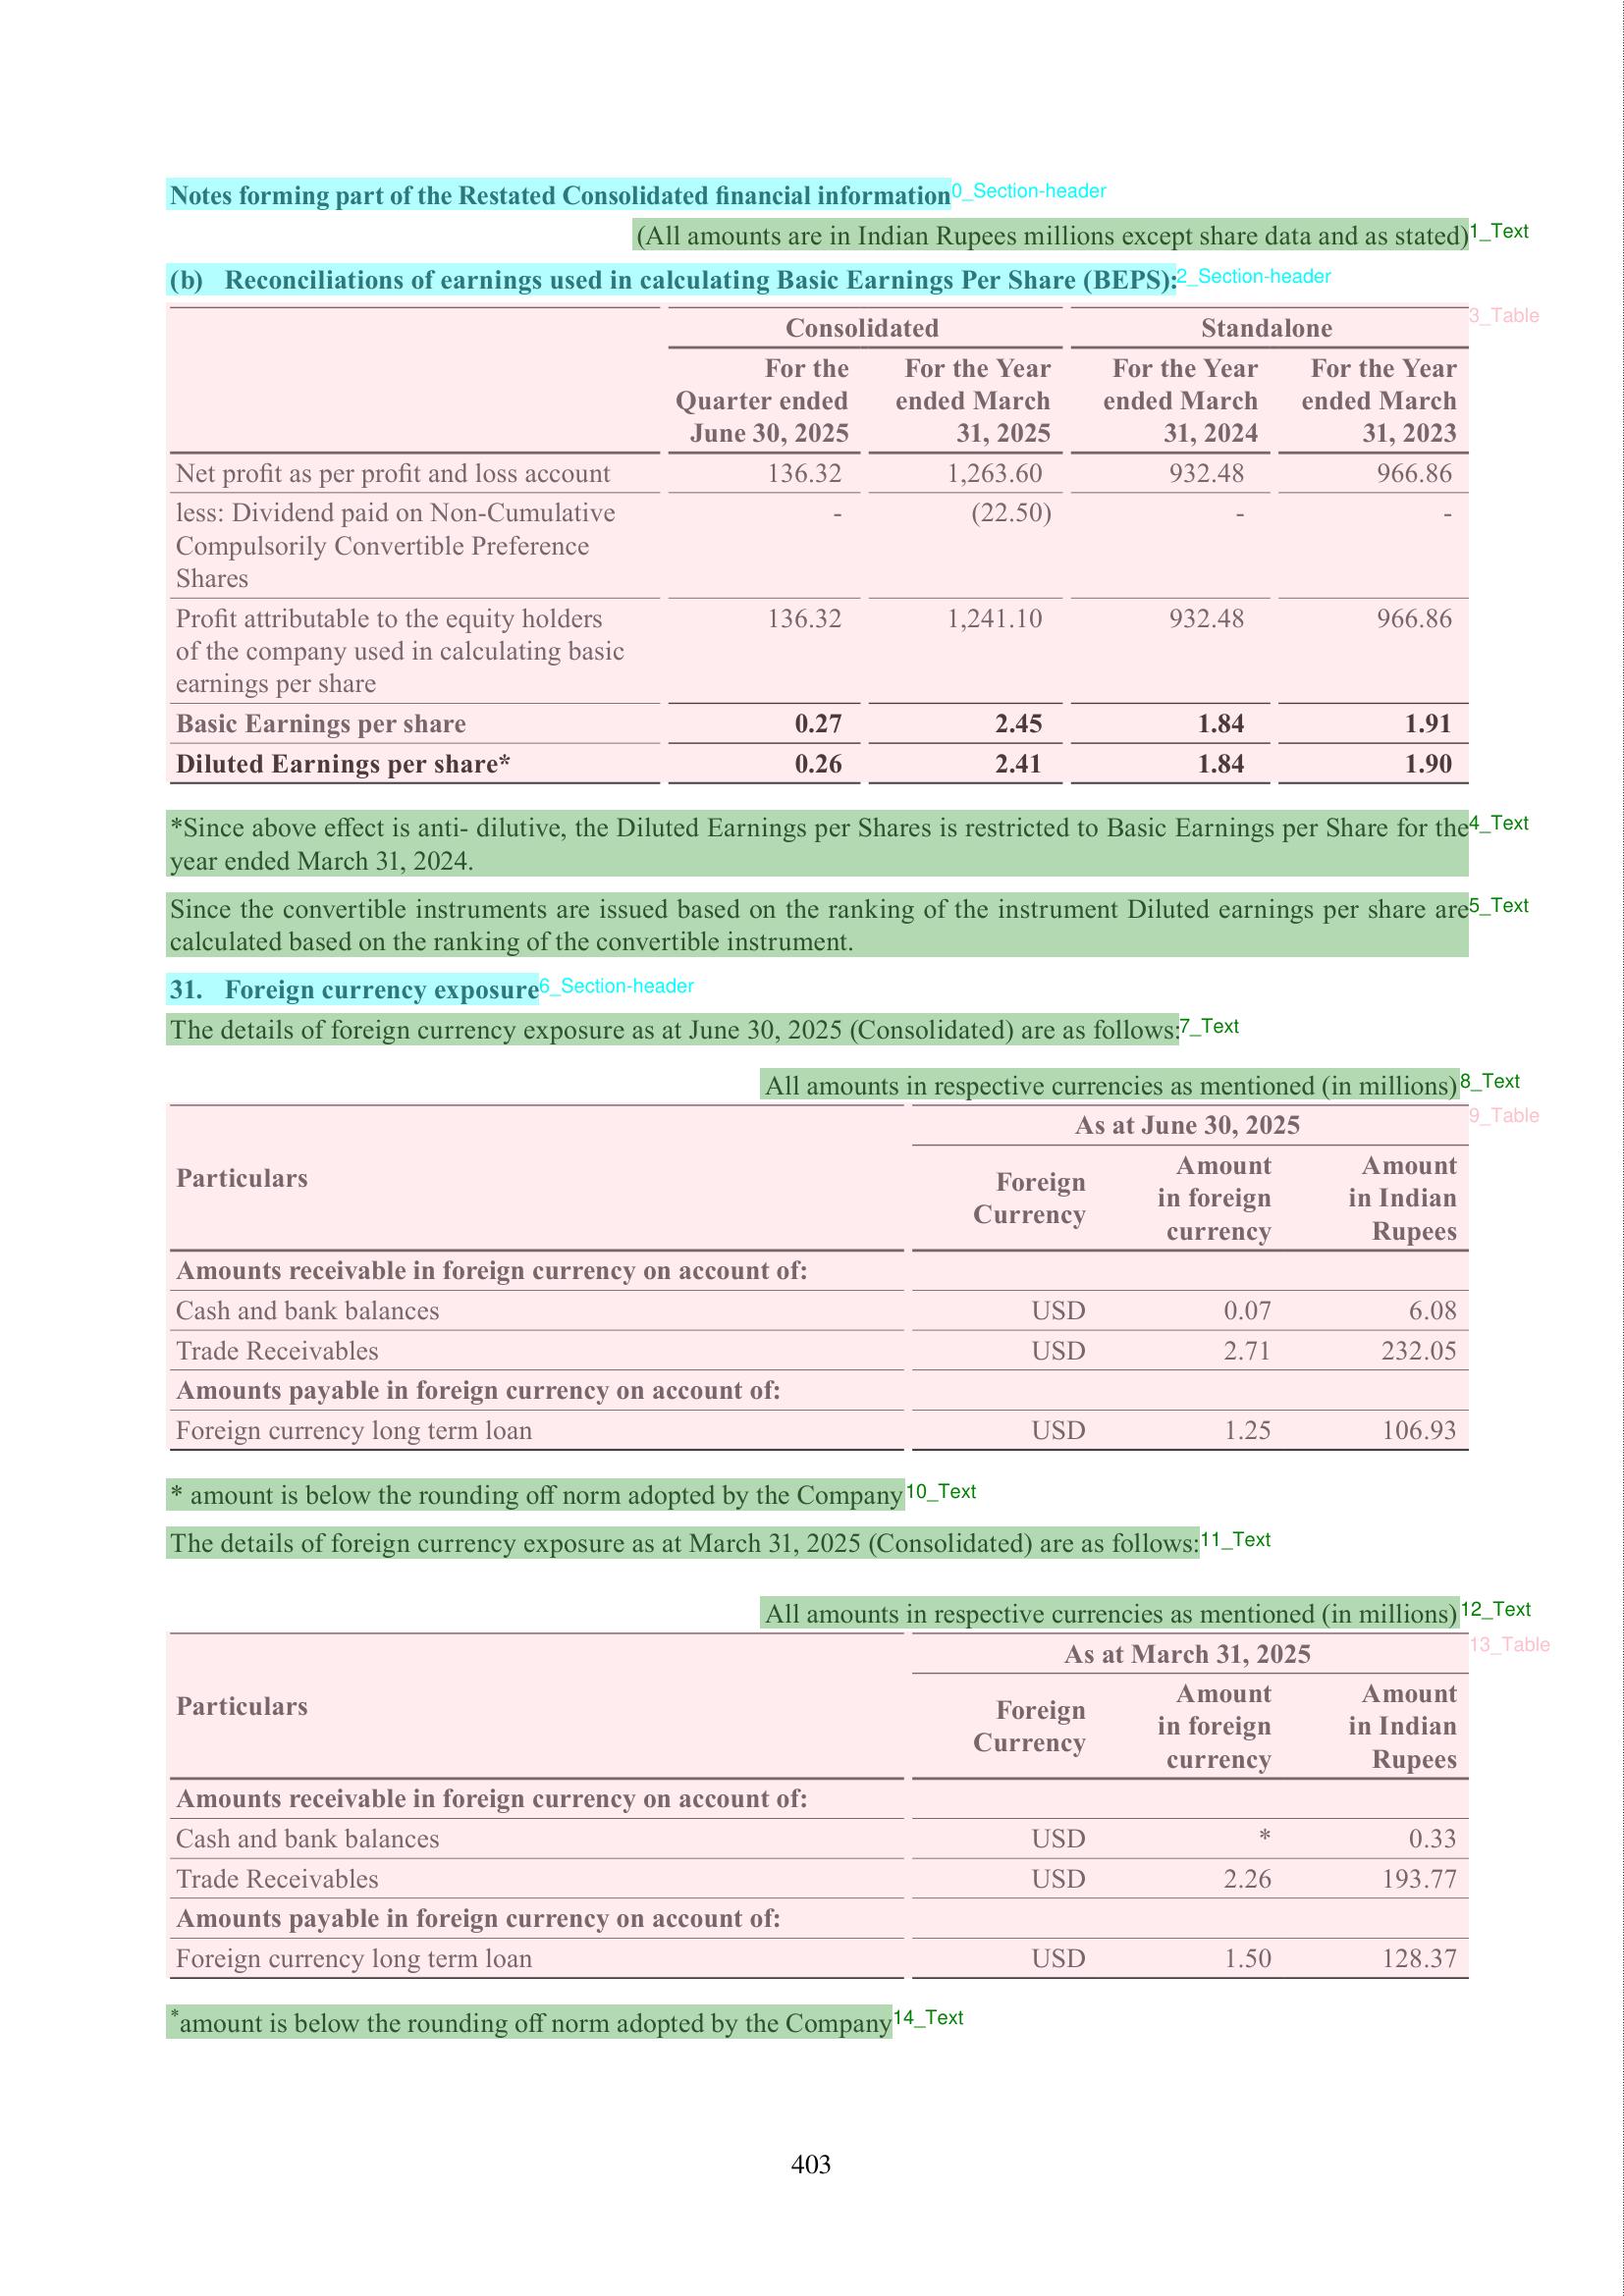 Notes forming part of the Restated Consolidated financial information 0_Section-header
(All amounts are in Indian Rupees millions except share data and as stated) 1_Text
(b) Reconciliations of earnings used in calculating Basic Earnings Per Share (BEPS): 2_Section-header
3_Table
Consolidated Standalone
For the Quarter ended June 30, 2025 For the Year ended March 31, 2025 For the Year ended March 31, 2024 For the Year ended March 31, 2023
Net profit as per profit and loss account 136.32 1,263.60 932.48 966.86
less: Dividend paid on Non-Cumulative - (22.50) - -
Compulsorily Convertible Preference
Shares
Profit attributable to the equity holders 136.32 1,241.10 932.48 966.86
of the company used in calculating basic
earnings per share
Basic Earnings per share 0.27 2.45 1.84 1.91
Diluted Earnings per share* 0.26 2.41 1.84 1.90
*Since above effect is anti- dilutive, the Diluted Earnings per Shares is restricted to Basic Earnings per Share for the 4_Text
year ended March 31, 2024.
Since the convertible instruments are issued based on the ranking of the instrument Diluted earnings per share are 5_Text
calculated based on the ranking of the convertible instrument.
31. Foreign currency exposure 6_Section-header
The details of foreign currency exposure as at June 30, 2025 (Consolidated) are as follows: 7_Text
All amounts in respective currencies as mentioned (in millions) 8_Text
9_Table
As at June 30, 2025
Particulars Foreign Currency Amount in foreign currency Amount in Indian Rupees
Amounts receivable in foreign currency on account of:
Cash and bank balances USD 0.07 6.08
Trade Receivables USD 2.71 232.05
Amounts payable in foreign currency on account of:
Foreign currency long term loan USD 1.25 106.93
* amount is below the rounding off norm adopted by the Company 10_Text
The details of foreign currency exposure as at March 31, 2025 (Consolidated) are as follows: 11_Text
All amounts in respective currencies as mentioned (in millions) 12_Text
13_Table
As at March 31, 2025
Particulars Foreign Currency Amount in foreign currency Amount in Indian Rupees
Amounts receivable in foreign currency on account of:
Cash and bank balances USD * 0.33
Trade Receivables USD 2.26 193.77
Amounts payable in foreign currency on account of:
Foreign currency long term loan USD 1.50 128.37
*amount is below the rounding off norm adopted by the Company 14_Text
403